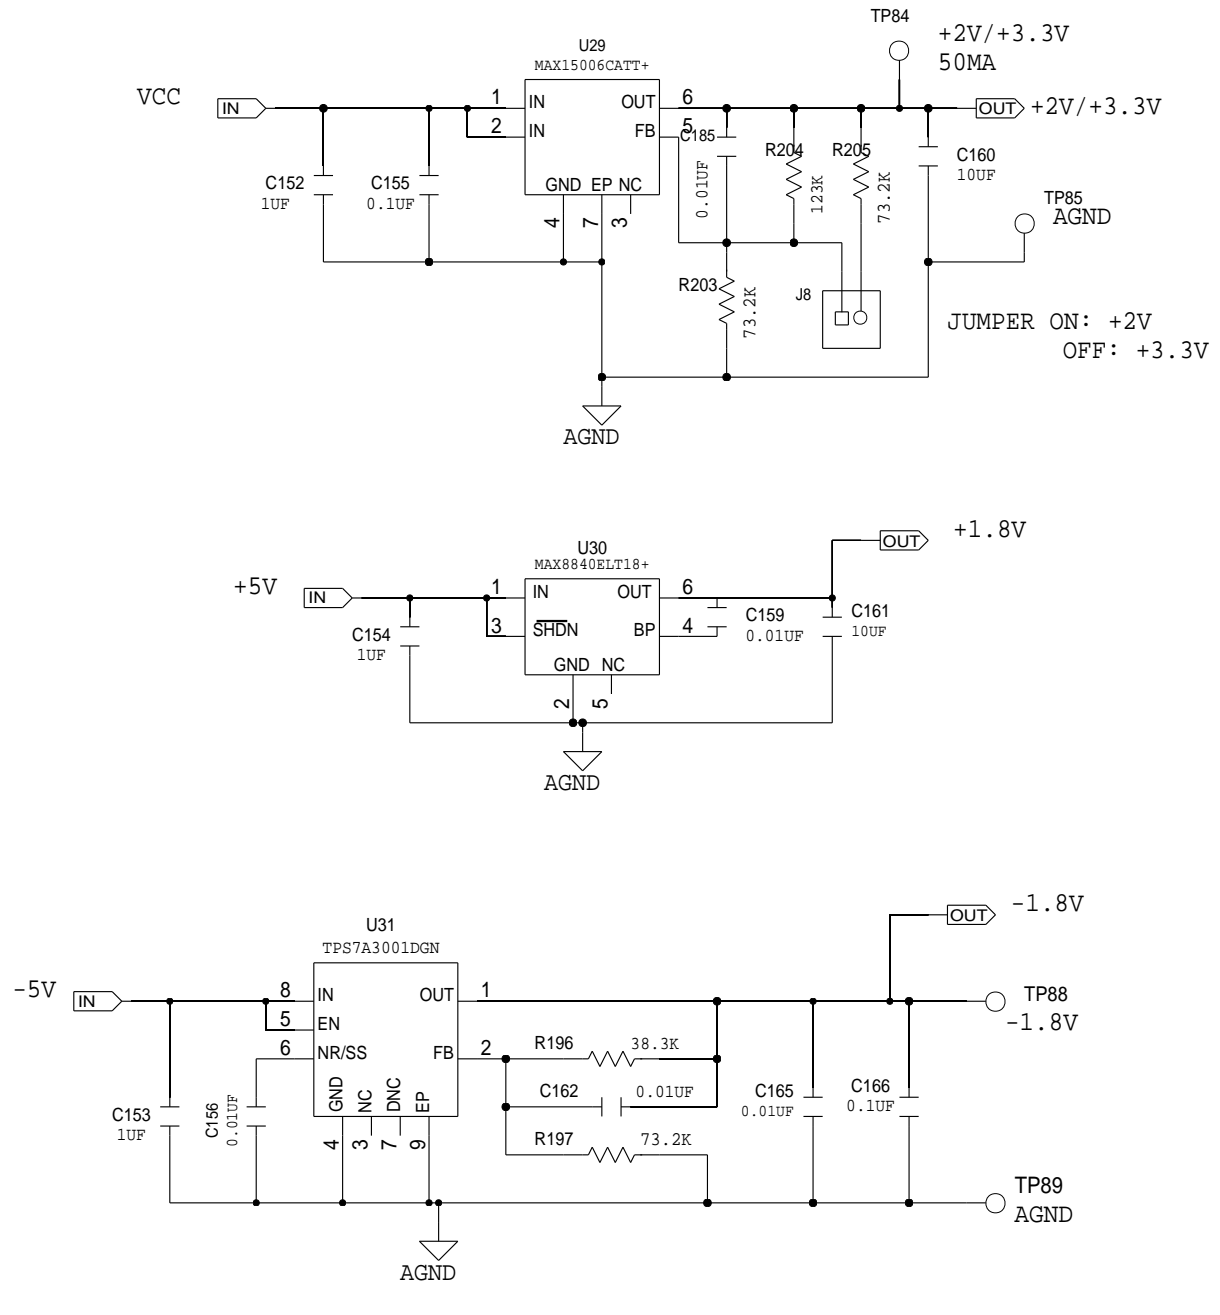 TP84
+2V/+3.3V
50MA
U29
MAX15006CATT+
VCC
IN
1
IN
OUT
6
OUT
+2V/+3.3V
2
IN
FB
5
C185
0.01UF
R204
123K
R205
73.2K
C160
10UF
C152
1UF
C155
0.1UF
GND
EP
NC
4
7
3
TP85
AGND
R203
73.2K
J8
JUMPER ON: +2V
OFF: +3.3V
AGND
+1.8V
OUT
U30
MAX8840ELT18+
+5V
IN
1
IN
OUT
6
C159
0.01UF
C161
10UF
C154
1UF
3
SHDN
BP
4
GND
NC
2
5
AGND
-1.8V
OUT
U31
TPS7A3001DGN
-5V
IN
8
IN
OUT
1
TP88
-1.8V
5
EN
6
NR/SS
FB
2
R196
38.3K
C162
0.01UF
R197
73.2K
C165
0.01UF
C166
0.1UF
C153
1UF
C156
0.01UF
GND
NC
DNC
EP
4
3
7
9
TP89
AGND
AGND